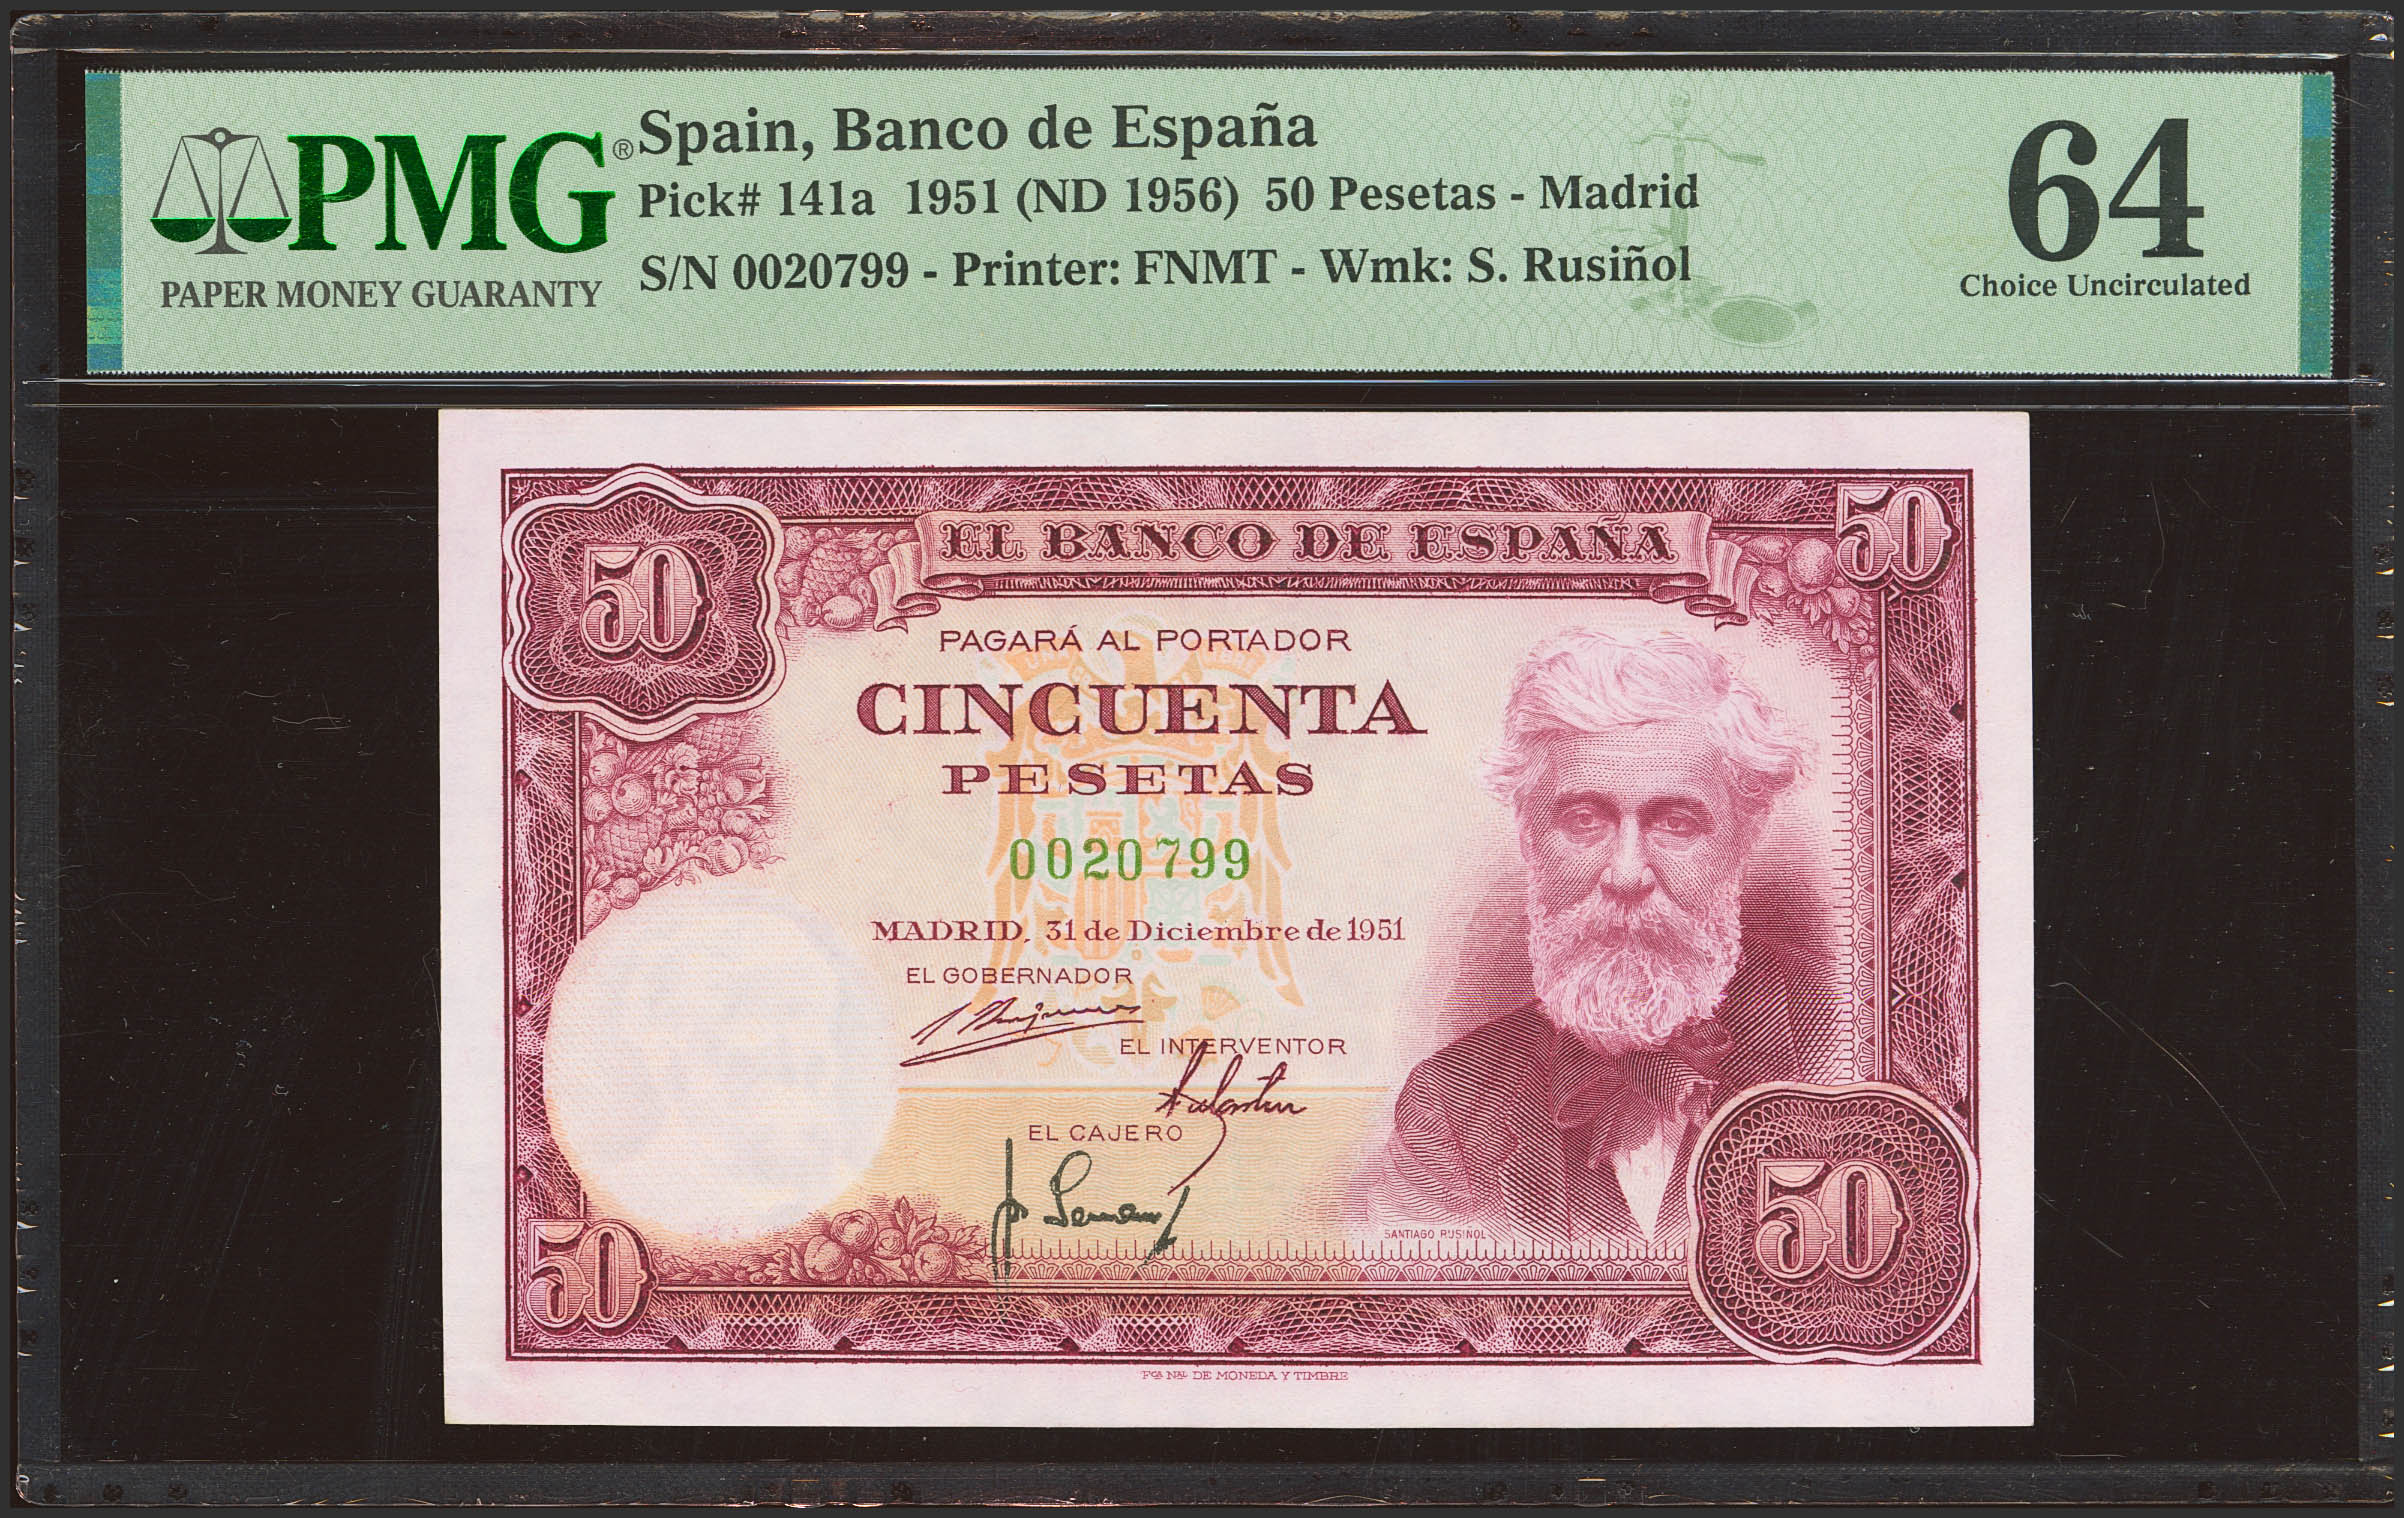 PMG®
PAPER MONEY GUARANTY
Spain, Banco de España
Pick# 141a 1951 (ND 1956) 50 Pesetas - Madrid
S/N 0020799 - Printer: FNMT - Wmk: S. Rusiñol
64
Choice Uncirculated
50
EL BANCO DE ESPAÑA
50
PAGARÁ AL PORTADOR
CINCUENTA
PESETAS
0020799
MADRID, 31 de Diciembre de 1951
EL GOBERNADOR
EL INTERVENTOR
EL CAJERO
SANTIAGO RUSIÑOL
50
50
FCA NAL DE MONEDA Y TIMBRE